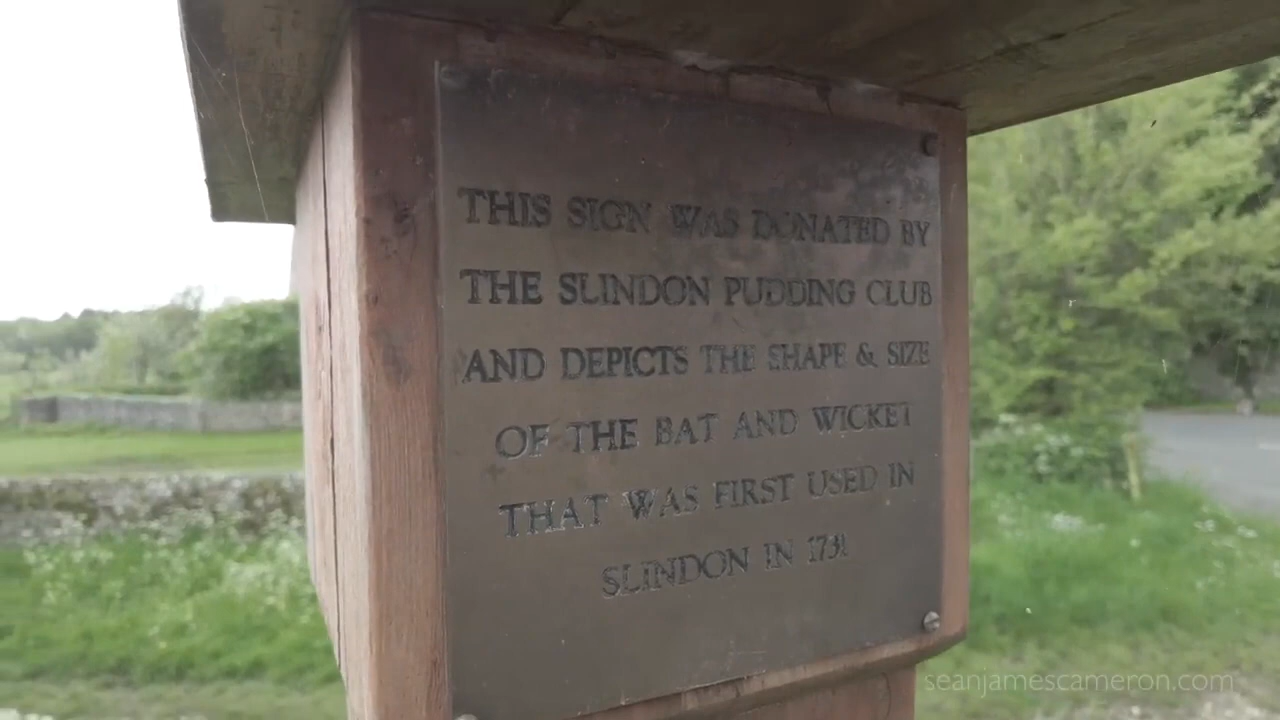 THIS SIGN WAS DONATED BY
THE SLINDON PUDDING CLUB
AND DEPICTS THE SHAPE & SIZE
OF THE BAT AND WICKET
THAT WAS FIRST USED IN
SLINDON IN 1731
seanjamescameron.com